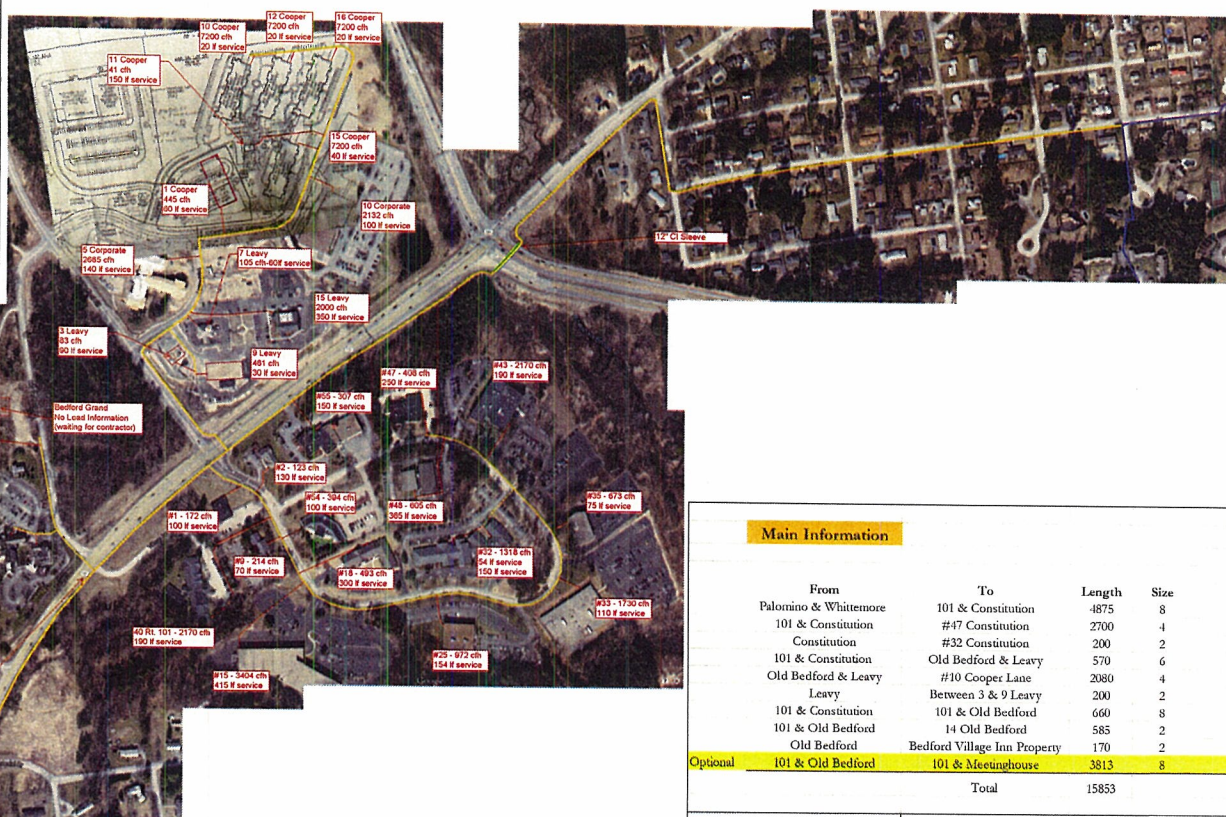 10 Cooper
7200 cfh
20 lf service
12 Cooper
7200 cfh
20 lf service
16 Cooper
7200 cfh
20 lf service
11 Cooper
41 cfh
150 lf service
15 Cooper
7200 cfh
40 lf service
1 Cooper
445 cfh
60 lf service
10 Corporate
2132 cfh
100 lf service
12" CI Sleeve
5 Corporate
2685 cfh
140 lf service
7 Leavy
105 cfh-60lf service
15 Leavy
2000 cfh
350 lf service
3 Leavy
83 cfh
90 lf service
9 Leavy
461 cfh
30 lf service
#47 - 408 cfh
250 lf service
#43 - 2170 cfh
190 lf service
#55 - 307 cfh
150 lf service
Bedford Grand
No Load Information
(waiting for contractor)
#2 - 123 cfh
130 lf service
#54 - 394 cfh
100 lf service
#48 - 605 cfh
365 lf service
#35 - 673 cfh
75 lf service
#1 - 172 cfh
100 lf service
#9 - 214 cfh
70 lf service
#18 - 493 cfh
300 lf service
#32 - 1318 cfh
54 lf service
150 lf service
#33 - 1730 cfh
110 lf service
40 Rt. 101 - 2170 cfh
190 lf service
#25 - 972 cfh
154 lf service
#15 - 3404 cfh
415 lf service
Main Information
From To Length Size
Palomino & Whittemore 101 & Constitution 4875 8
101 & Constitution #47 Constitution 2700 4
Constitution #32 Constitution 200 2
101 & Constitution Old Bedford & Leavy 570 6
Old Bedford & Leavy #10 Cooper Lane 2080 4
Leavy Between 3 & 9 Leavy 200 2
101 & Constitution 101 & Old Bedford 660 8
101 & Old Bedford 14 Old Bedford 585 2
Old Bedford Bedford Village Inn Property 170 2
Optional 101 & Old Bedford 101 & Meetinghouse 3813 8
Total 15853